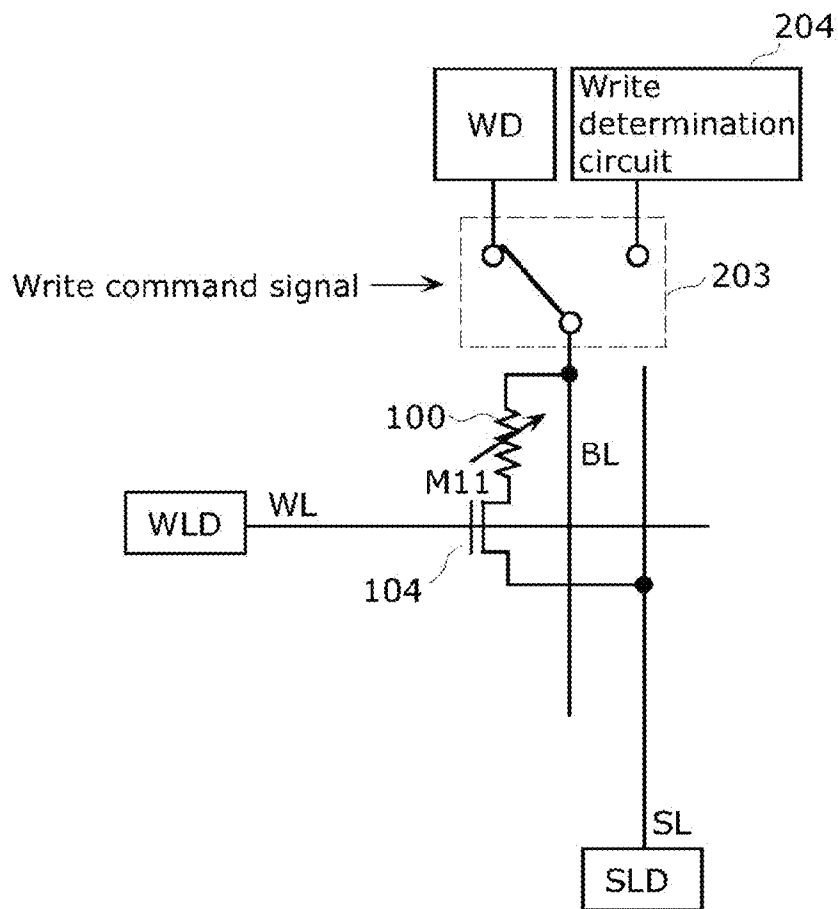 204
WD
Write
determination
circuit
Write command signal
203
100
M11
BL
WL
WLD
104
SL
SLD